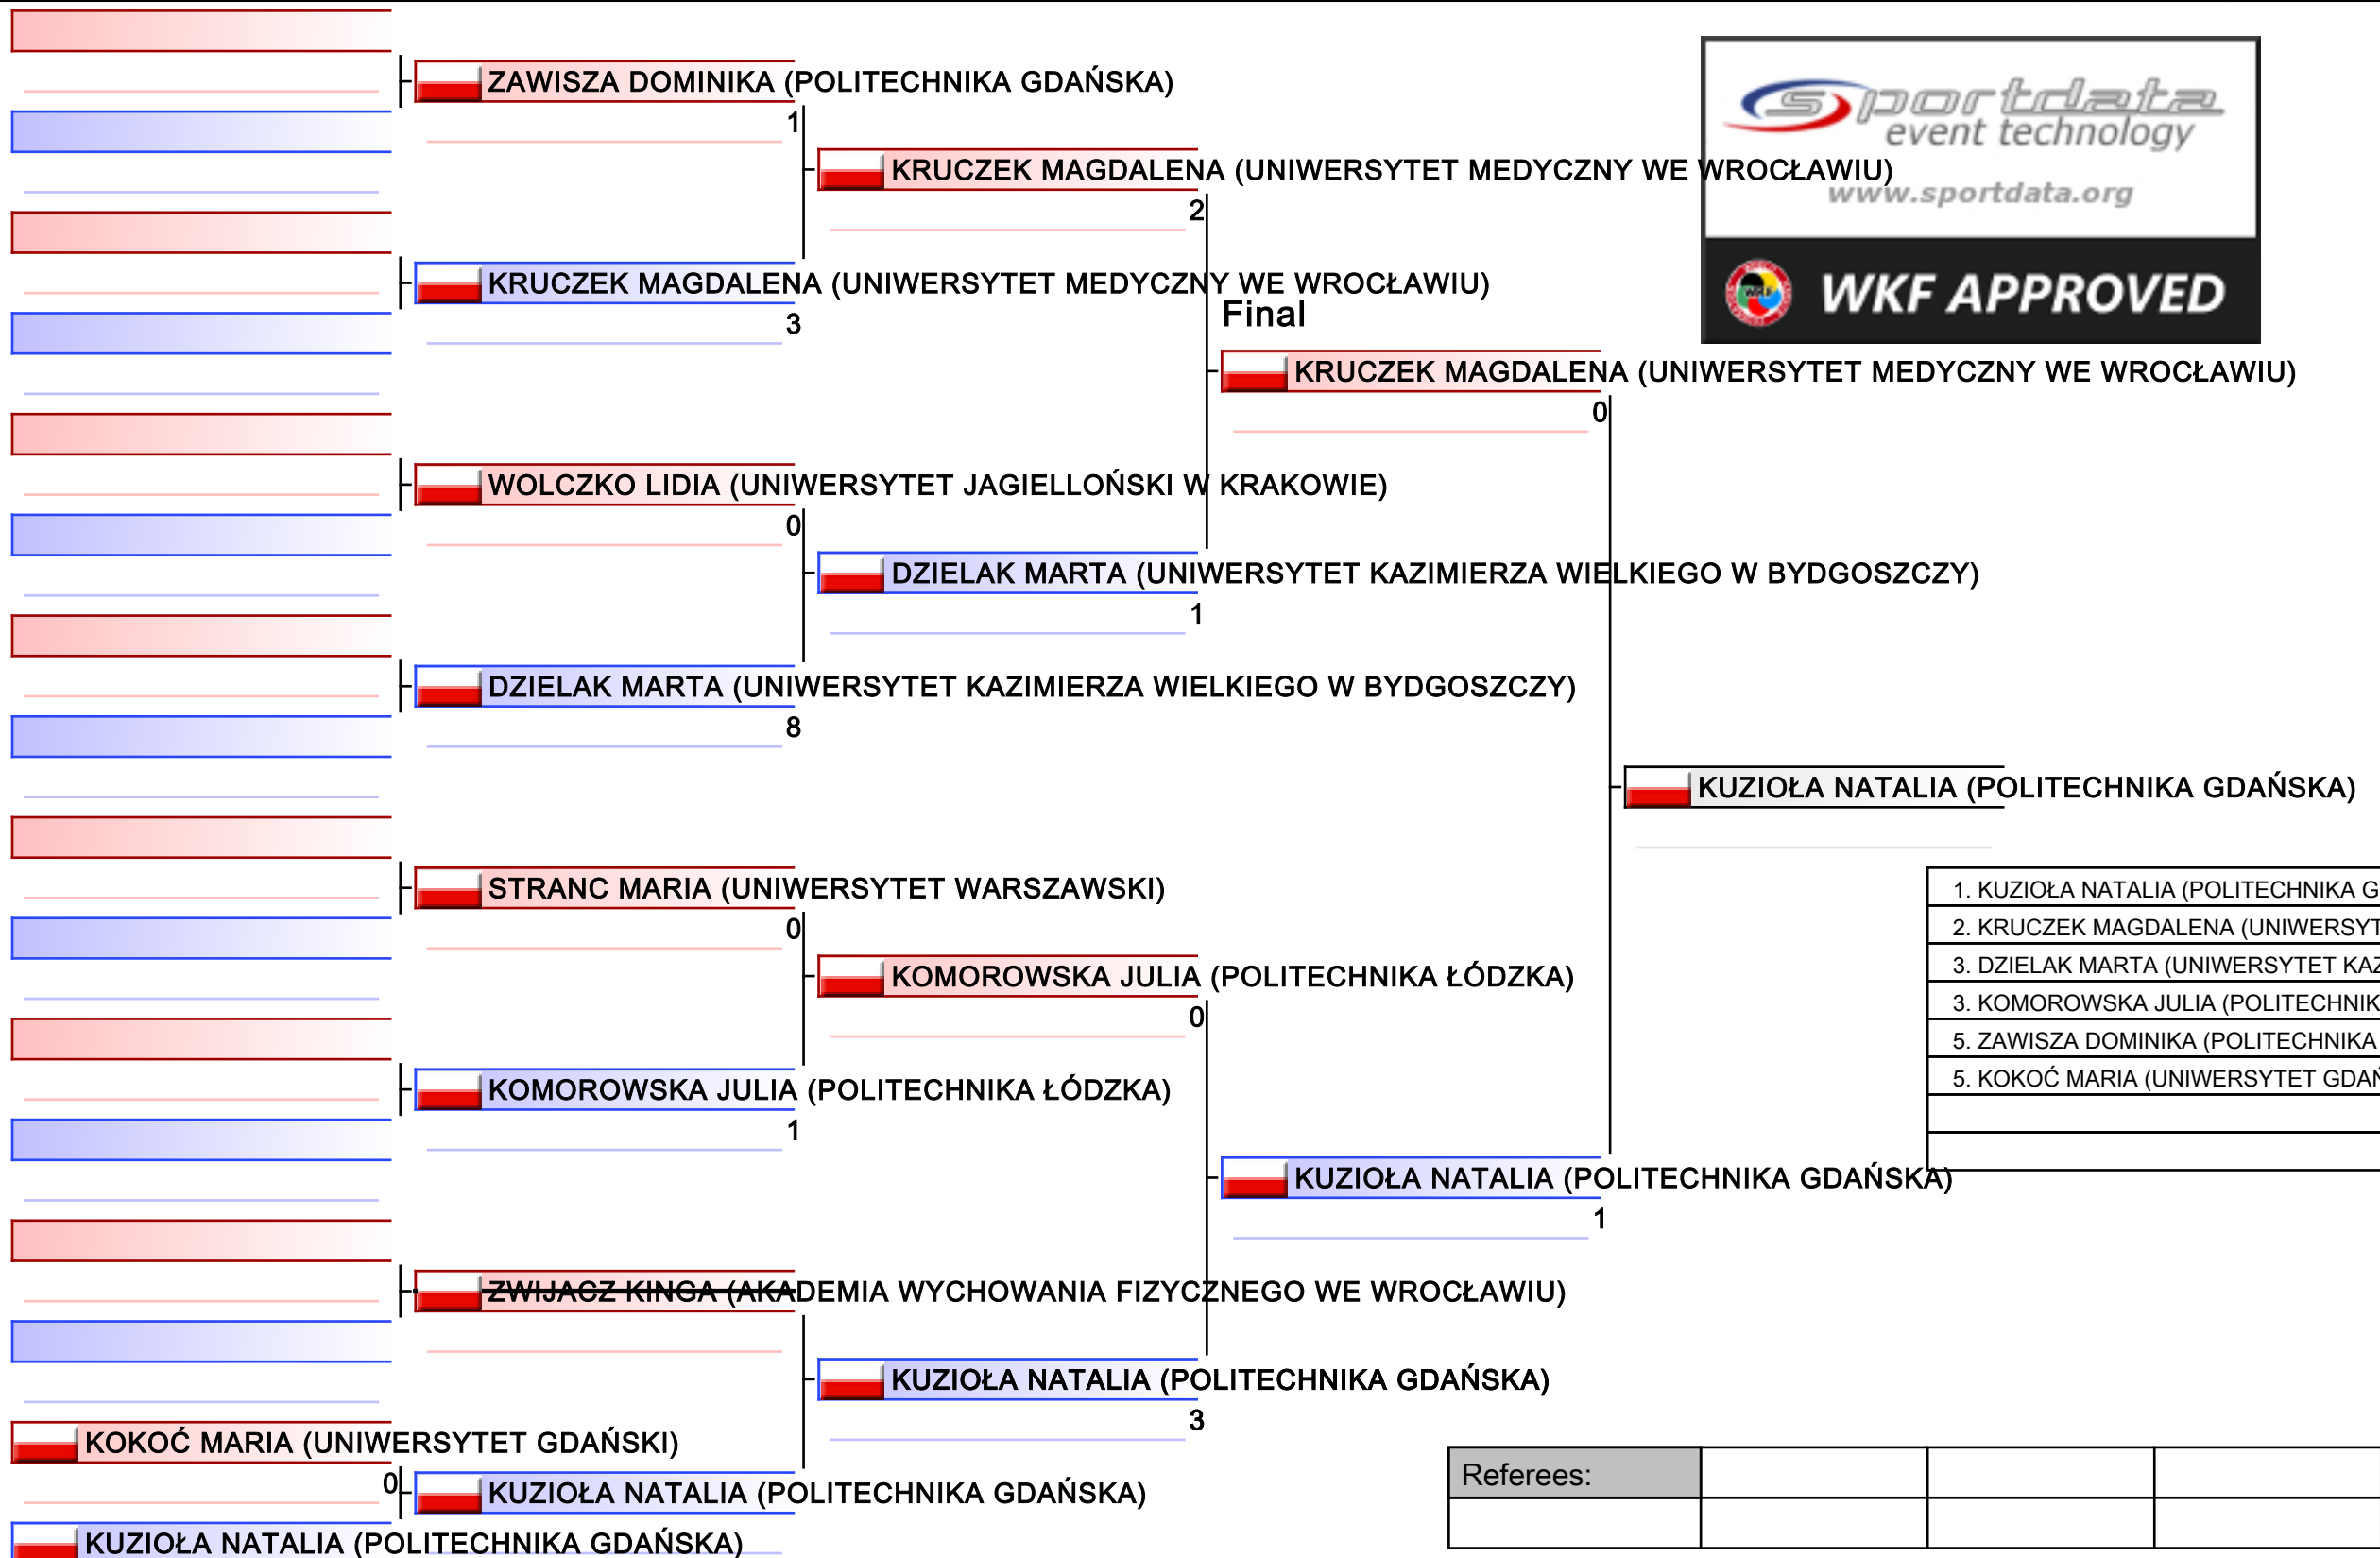 ZAWISZA DOMINIKA (POLITECHNIKA GDAŃSKA)
1
KRUCZEK MAGDALENA (UNIWERSYTET MEDYCZNY WE WROCŁAWIU)
2
KRUCZEK MAGDALENA (UNIWERSYTET MEDYCZNY WE WROCŁAWIU)
3
sportdata
event technology
www.sportdata.org
WKF
WKF APPROVED
Final
KRUCZEK MAGDALENA (UNIWERSYTET MEDYCZNY WE WROCŁAWIU)
0
WOLCZKO LIDIA (UNIWERSYTET JAGIELLOŃSKI W KRAKOWIE)
0
DZIELAK MARTA (UNIWERSYTET KAZIMIERZA WIELKIEGO W BYDGOSZCZY)
1
DZIELAK MARTA (UNIWERSYTET KAZIMIERZA WIELKIEGO W BYDGOSZCZY)
8
KUZIOŁA NATALIA (POLITECHNIKA GDAŃSKA)
STRANC MARIA (UNIWERSYTET WARSZAWSKI)
0
KOMOROWSKA JULIA (POLITECHNIKA ŁÓDZKA)
0
KOMOROWSKA JULIA (POLITECHNIKA ŁÓDZKA)
1
1. KUZIOŁA NATALIA (POLITECHNIKA G
2. KRUCZEK MAGDALENA (UNIWERSYT
3. DZIELAK MARTA (UNIWERSYTET KAZ
3. KOMOROWSKA JULIA (POLITECHNIK
5. ZAWISZA DOMINIKA (POLITECHNIKA
5. KOKOĆ MARIA (UNIWERSYTET GDAŃ
KUZIOŁA NATALIA (POLITECHNIKA GDAŃSKA)
1
ZWIJACZ KINGA (AKADEMIA WYCHOWANIA FIZYCZNEGO WE WROCŁAWIU)
KUZIOŁA NATALIA (POLITECHNIKA GDAŃSKA)
3
KOKOĆ MARIA (UNIWERSYTET GDAŃSKI)
0
KUZIOŁA NATALIA (POLITECHNIKA GDAŃSKA)
KUZIOŁA NATALIA (POLITECHNIKA GDAŃSKA)
Referees: